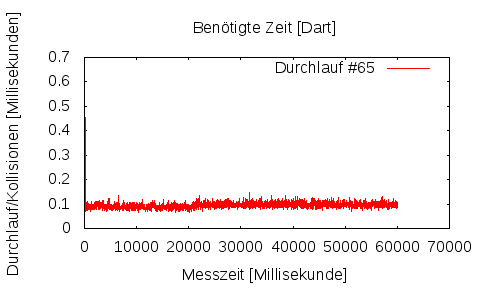 Benötigte Zeit [Dart]
Durchlauf/Kollisionen [Millisekunden]
Durchlauf #65
0.7
0.6
0.5
0.4
0.3
0.2
0.1
0
0 10000 20000 30000 40000 50000 60000 70000
Messzeit [Millisekunde]